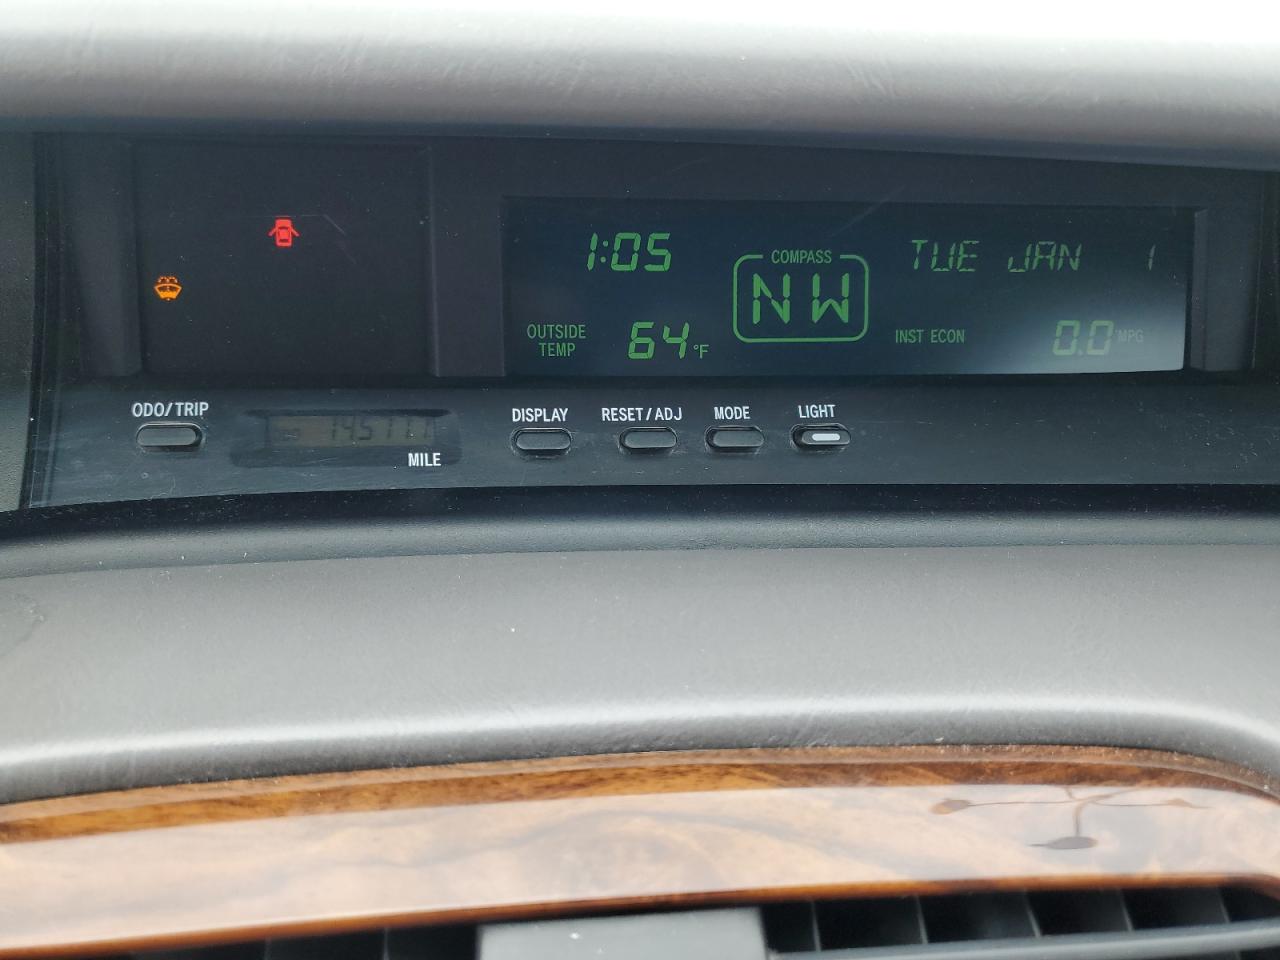 1:05
COMPASS
NW
TUE JAN 1
OUTSIDE
TEMP
64°F
INST ECON
0.0 MPG
ODO/TRIP
MILE
DISPLAY
RESET/ADJ
MODE
LIGHT